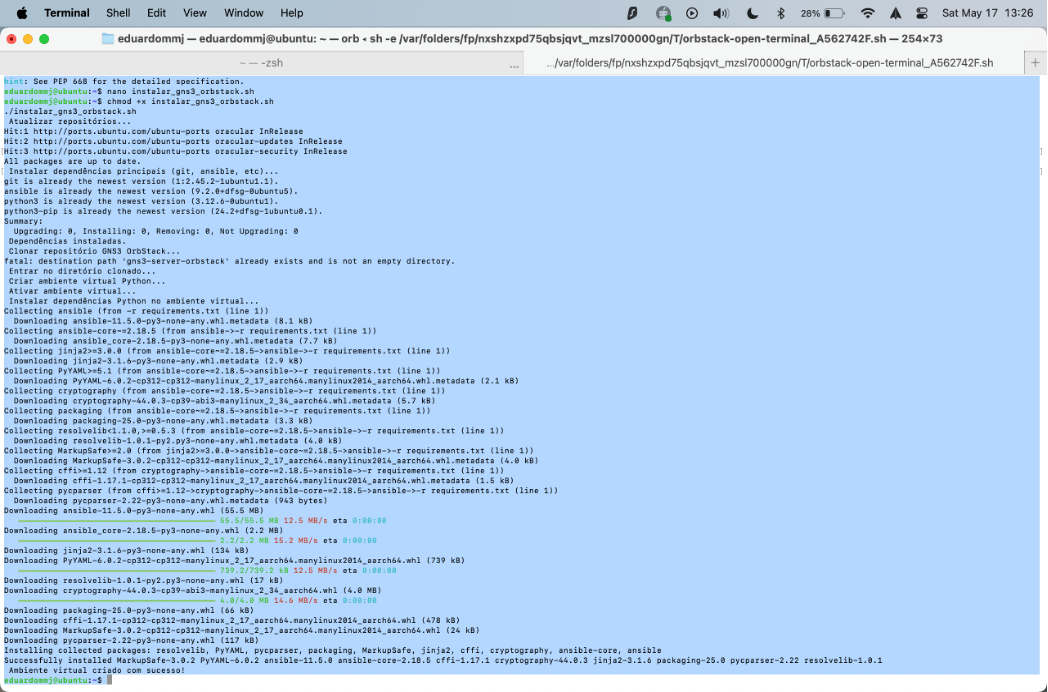 Terminal Shell Edit View Window Help 28% Sat May 17 13:26
eduardommj — eduardommj@ubuntu: ~ — orb ◂ sh -e /var/folders/fp/nxshzxpd75qbsjqvt_mzsl700000gn/T/orbstack-open-terminal_A562742F.sh — 254×73
~ — -zsh ... .../var/folders/fp/nxshzxpd75qbsjqvt_mzsl700000gn/T/orbstack-open-terminal_A562742F.sh +
hint: See PEP 668 for the detailed specification.
eduardommj@ubuntu:~$ nano instalar_gns3_orbstack.sh
eduardommj@ubuntu:~$ chmod +x instalar_gns3_orbstack.sh
./instalar_gns3_orbstack.sh
Atualizar repositórios...
Hit:1 http://ports.ubuntu.com/ubuntu-ports oracular InRelease
Hit:2 http://ports.ubuntu.com/ubuntu-ports oracular-updates InRelease
Hit:3 http://ports.ubuntu.com/ubuntu-ports oracular-security InRelease
All packages are up to date.
Instalar dependências principais (git, ansible, etc)...
git is already the newest version (1:2.45.2-1ubuntu1.1).
ansible is already the newest version (9.2.0+dfsg-0ubuntu5).
python3 is already the newest version (3.12.6-0ubuntu1).
python3-pip is already the newest version (24.2+dfsg-1ubuntu0.1).
Summary:
Upgrading: 0, Installing: 0, Removing: 0, Not Upgrading: 0
Dependências instaladas.
Clonar repositório GNS3 OrbStack...
fatal: destination path 'gns3-server-orbstack' already exists and is not an empty directory.
Entrar no diretório clonado...
Criar ambiente virtual Python...
Ativar ambiente virtual...
Instalar dependências Python no ambiente virtual...
Collecting ansible (from -r requirements.txt (line 1))
Downloading ansible-11.5.0-py3-none-any.whl.metadata (8.1 kB)
Collecting ansible-core~=2.18.5 (from ansible->-r requirements.txt (line 1))
Downloading ansible_core-2.18.5-py3-none-any.whl.metadata (7.7 kB)
Collecting jinja2>=3.0.0 (from ansible-core~=2.18.5->ansible->-r requirements.txt (line 1))
Downloading jinja2-3.1.6-py3-none-any.whl.metadata (2.9 kB)
Collecting PyYAML>=5.1 (from ansible-core~=2.18.5->ansible->-r requirements.txt (line 1))
Downloading PyYAML-6.0.2-cp312-cp312-manylinux_2_17_aarch64.manylinux2014_aarch64.whl.metadata (2.1 kB)
Collecting cryptography (from ansible-core~=2.18.5->ansible->-r requirements.txt (line 1))
Downloading cryptography-44.0.3-cp39-abi3-manylinux_2_34_aarch64.whl.metadata (5.7 kB)
Collecting packaging (from ansible-core~=2.18.5->ansible->-r requirements.txt (line 1))
Downloading packaging-25.0-py3-none-any.whl.metadata (3.3 kB)
Collecting resolvelib<1.1.0,>=0.5.3 (from ansible-core~=2.18.5->ansible->-r requirements.txt (line 1))
Downloading resolvelib-1.0.1-py2.py3-none-any.whl.metadata (4.0 kB)
Collecting MarkupSafe>=2.0 (from jinja2>=3.0.0->ansible-core~=2.18.5->ansible->-r requirements.txt (line 1))
Downloading MarkupSafe-3.0.2-cp312-cp312-manylinux_2_17_aarch64.manylinux2014_aarch64.whl.metadata (4.0 kB)
Collecting cffi>=1.12 (from cryptography->ansible-core~=2.18.5->ansible->-r requirements.txt (line 1))
Downloading cffi-1.17.1-cp312-cp312-manylinux_2_17_aarch64.manylinux2014_aarch64.whl.metadata (1.5 kB)
Collecting pycparser (from cffi>=1.12->cryptography->ansible-core~=2.18.5->ansible->-r requirements.txt (line 1))
Downloading pycparser-2.22-py3-none-any.whl.metadata (943 bytes)
Downloading ansible-11.5.0-py3-none-any.whl (55.5 MB)
55.5/55.5 MB 12.5 MB/s eta 0:00:00
Downloading ansible_core-2.18.5-py3-none-any.whl (2.2 MB)
2.2/2.2 MB 15.2 MB/s eta 0:00:00
Downloading jinja2-3.1.6-py3-none-any.whl (134 kB)
Downloading PyYAML-6.0.2-cp312-cp312-manylinux_2_17_aarch64.manylinux2014_aarch64.whl (739 kB)
739.2/739.2 kB 12.5 MB/s eta 0:00:00
Downloading resolvelib-1.0.1-py2.py3-none-any.whl (17 kB)
Downloading cryptography-44.0.3-cp39-abi3-manylinux_2_34_aarch64.whl (4.0 MB)
4.0/4.0 MB 14.6 MB/s eta 0:00:00
Downloading packaging-25.0-py3-none-any.whl (66 kB)
Downloading cffi-1.17.1-cp312-cp312-manylinux_2_17_aarch64.manylinux2014_aarch64.whl (478 kB)
Downloading MarkupSafe-3.0.2-cp312-cp312-manylinux_2_17_aarch64.manylinux2014_aarch64.whl (24 kB)
Downloading pycparser-2.22-py3-none-any.whl (117 kB)
Installing collected packages: resolvelib, PyYAML, pycparser, packaging, MarkupSafe, jinja2, cffi, cryptography, ansible-core, ansible
Successfully installed MarkupSafe-3.0.2 PyYAML-6.0.2 ansible-11.5.0 ansible-core-2.18.5 cffi-1.17.1 cryptography-44.0.3 jinja2-3.1.6 packaging-25.0 pycparser-2.22 resolvelib-1.0.1
Ambiente virtual criado com sucesso!
eduardommj@ubuntu:~$